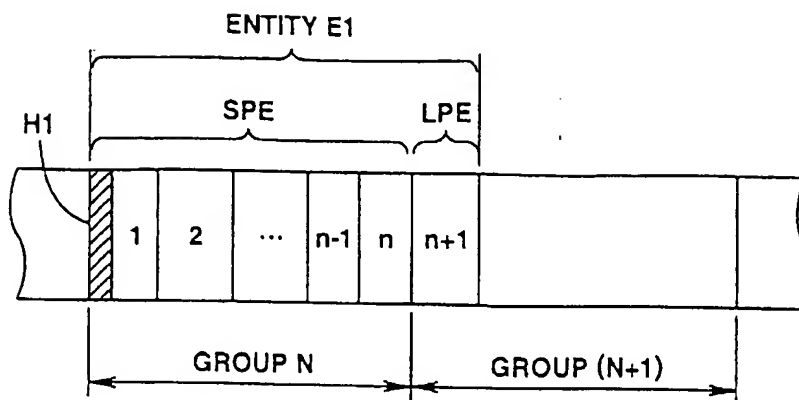 ENTITY E1
H1
SPE
LPE
1 2 ... n-1 n n+1
GROUP N
GROUP (N+1)